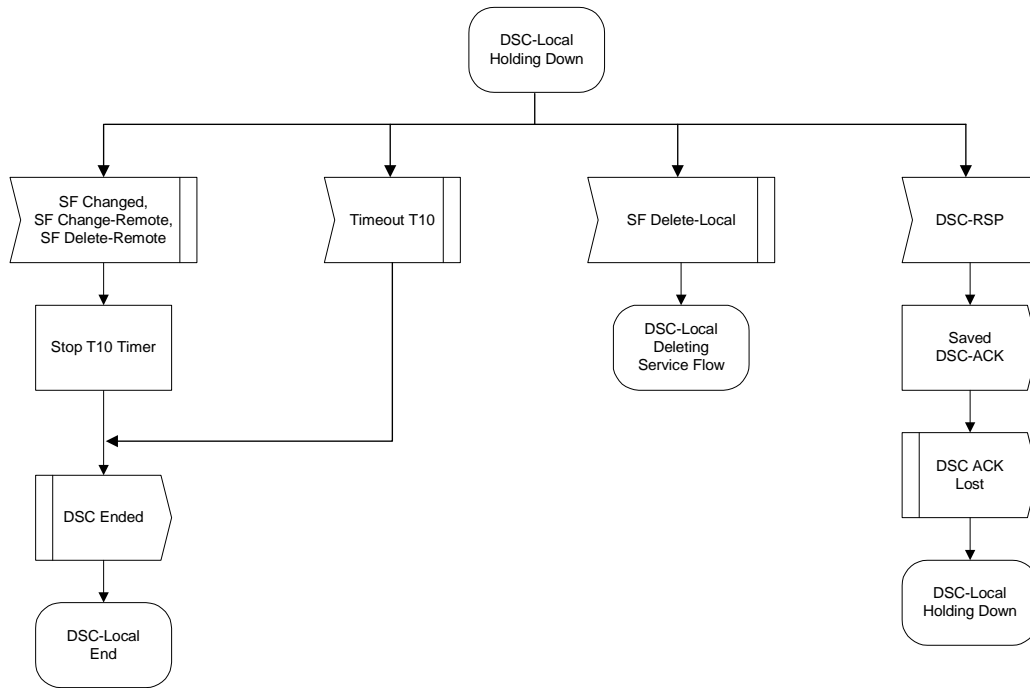 DSC-Local
Holding Down
SF Changed,
SF Change-Remote,
SF Delete-Remote
Timeout T10
SF Delete-Local
DSC-RSP
Stop T10 Timer
DSC-Local
Deleting
Service Flow
Saved
DSC-ACK
DSC Ended
DSC ACK
Lost
DSC-Local
End
DSC-Local
Holding Down